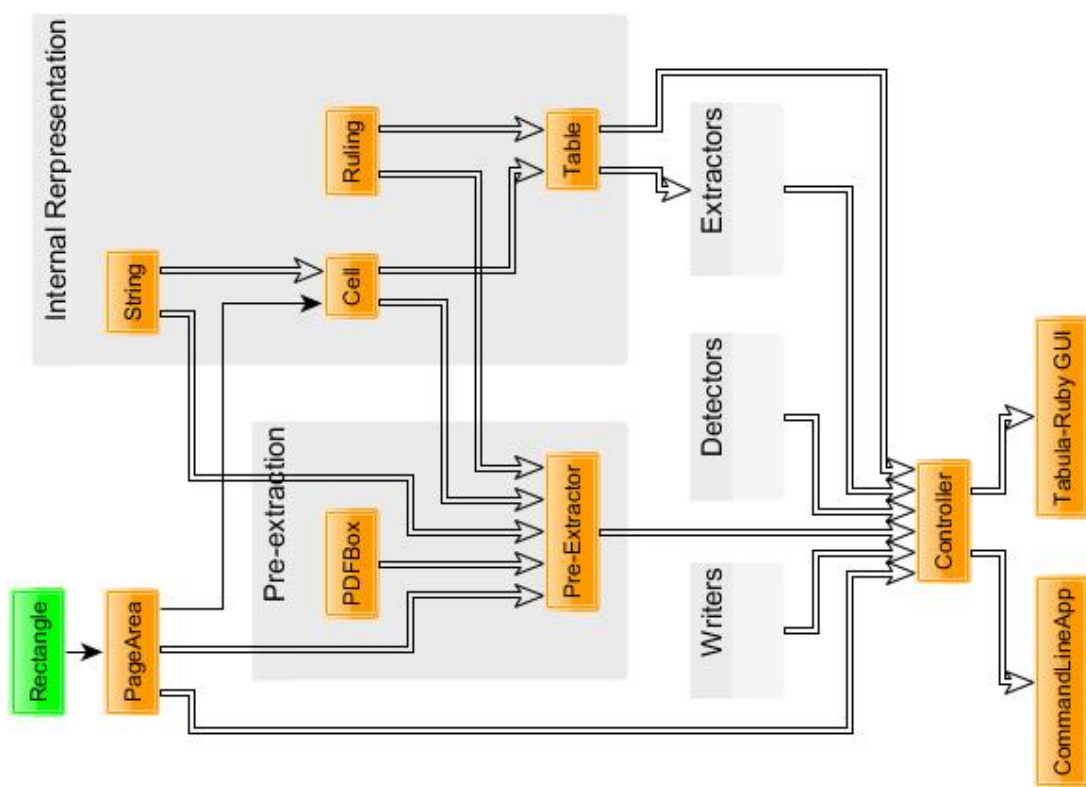 Rectangle
PageArea
String
Internal Rerpresentation
Pre-extraction
PDFBox
Cell
Ruling
Pre-Extractor
Table
Writers
Detectors
Extractors
Controller
CommandLineApp
Tabula-Ruby GUI